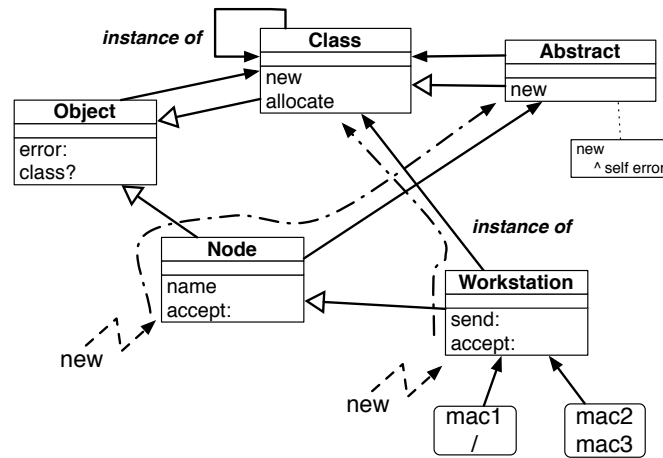 instance of
Class
new
allocate
Abstract
new
new
^ self error
Object
error:
class?
instance of
Node
name
accept:
Workstation
send:
accept:
new
new
mac1
/
mac2
mac3